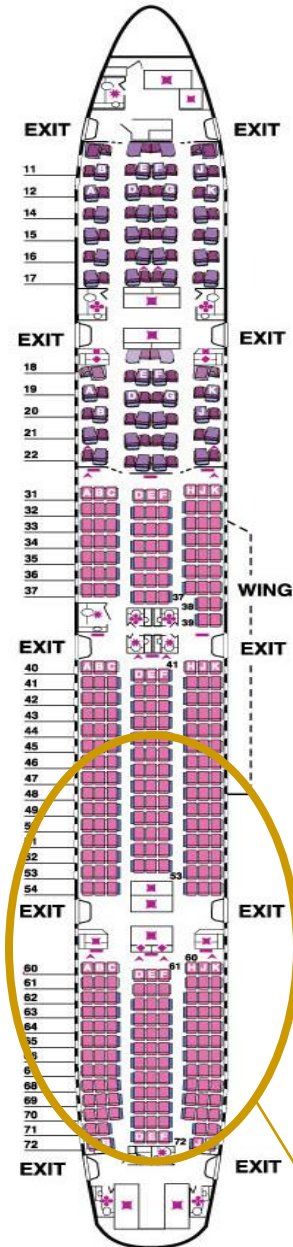 EXIT EXIT
11 B E F J
12 A D G K
14
15
16
17
EXIT EXIT
18 E F
19 A D G K
20 B J
21
22
31 A B C D E F H J K
32
33
34
35
36
37 37
38
39
WING
EXIT EXIT
40 A B C 41 H J K
41 D E F
42
43
44
45
46
47
48
49
53
53
54
EXIT EXIT
60 A B C 60 H J K
61 D E F 61
62
63
64
68
69
70
71 D E F
72 72
EXIT EXIT